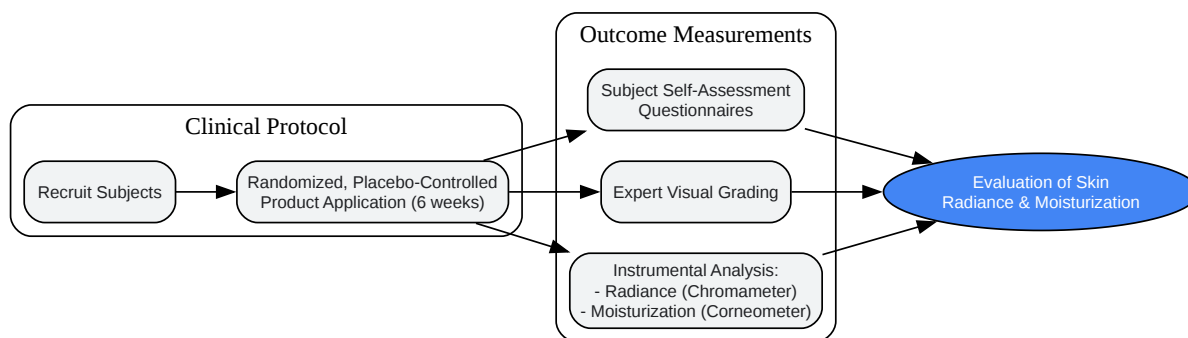 Clinical Protocol
Recruit Subjects
Randomized, Placebo-Controlled
Product Application (6 weeks)
Outcome Measurements
Subject Self-Assessment
Questionnaires
Expert Visual Grading
Instrumental Analysis:
- Radiance (Chromameter)
- Moisturization (Corneometer)
Evaluation of Skin
Radiance & Moisturization